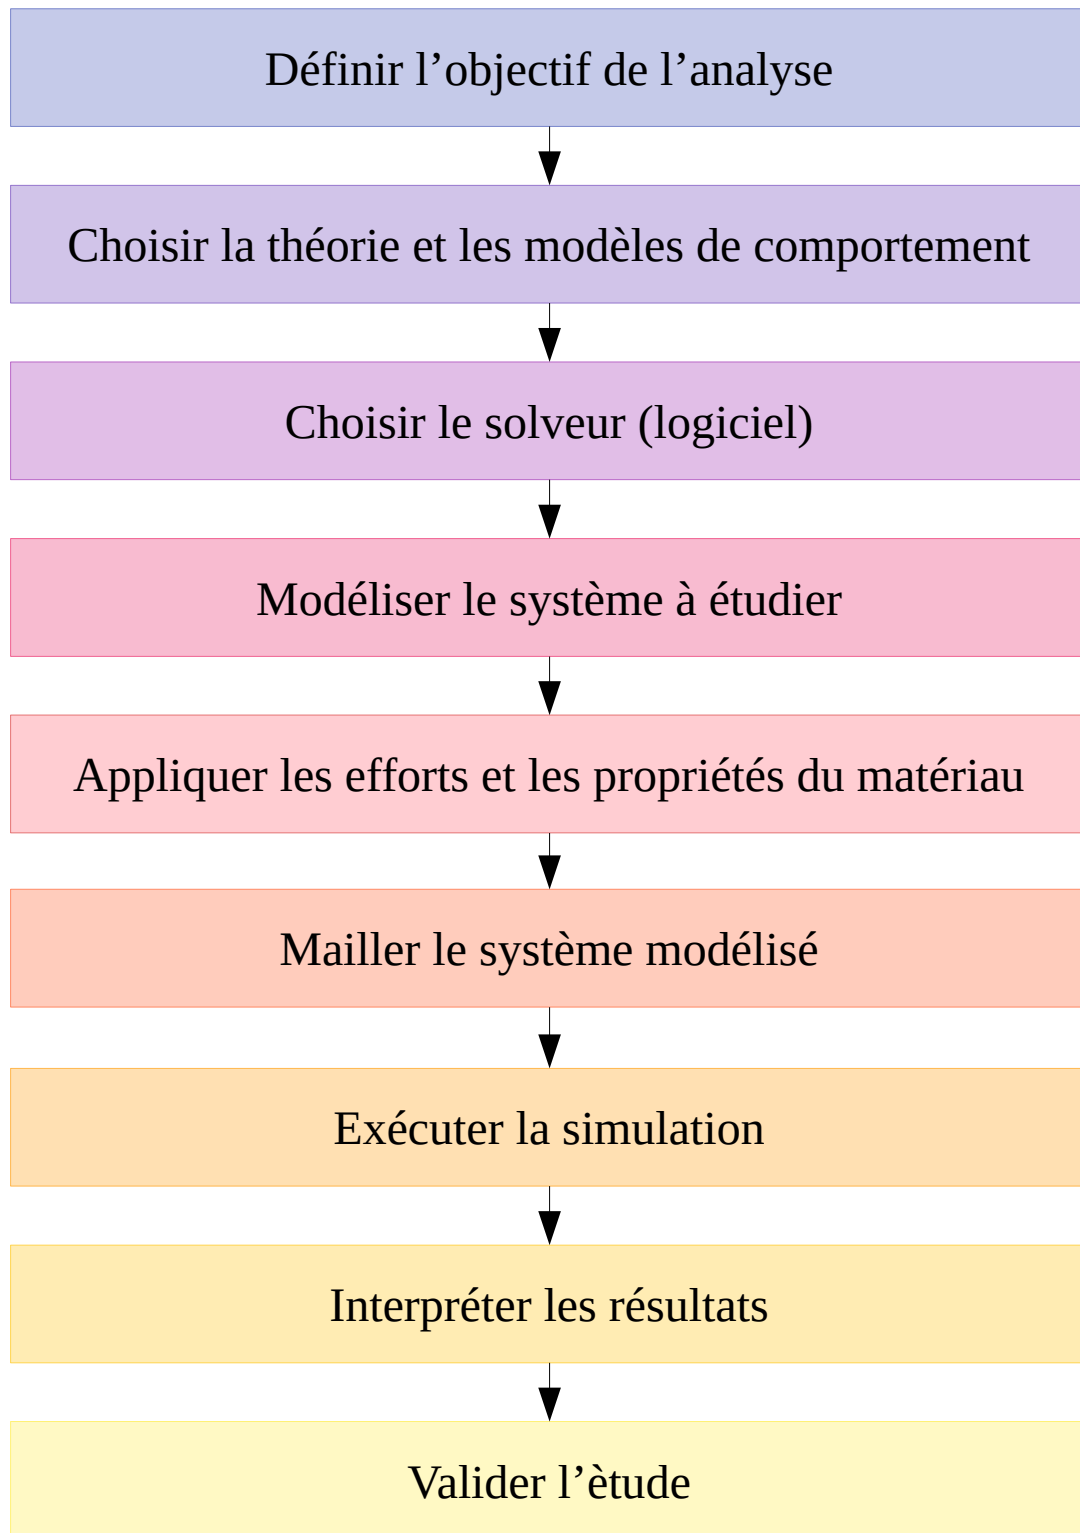 Définir l’objectif de l’analyse
Choisir la théorie et les modèles de comportement
Choisir le solveur (logiciel)
Modéliser le système à étudier
Appliquer les efforts et les propriétés du matériau
Mailler le système modélisé
Exécuter la simulation
Interpréter les résultats
Valider l’ètude